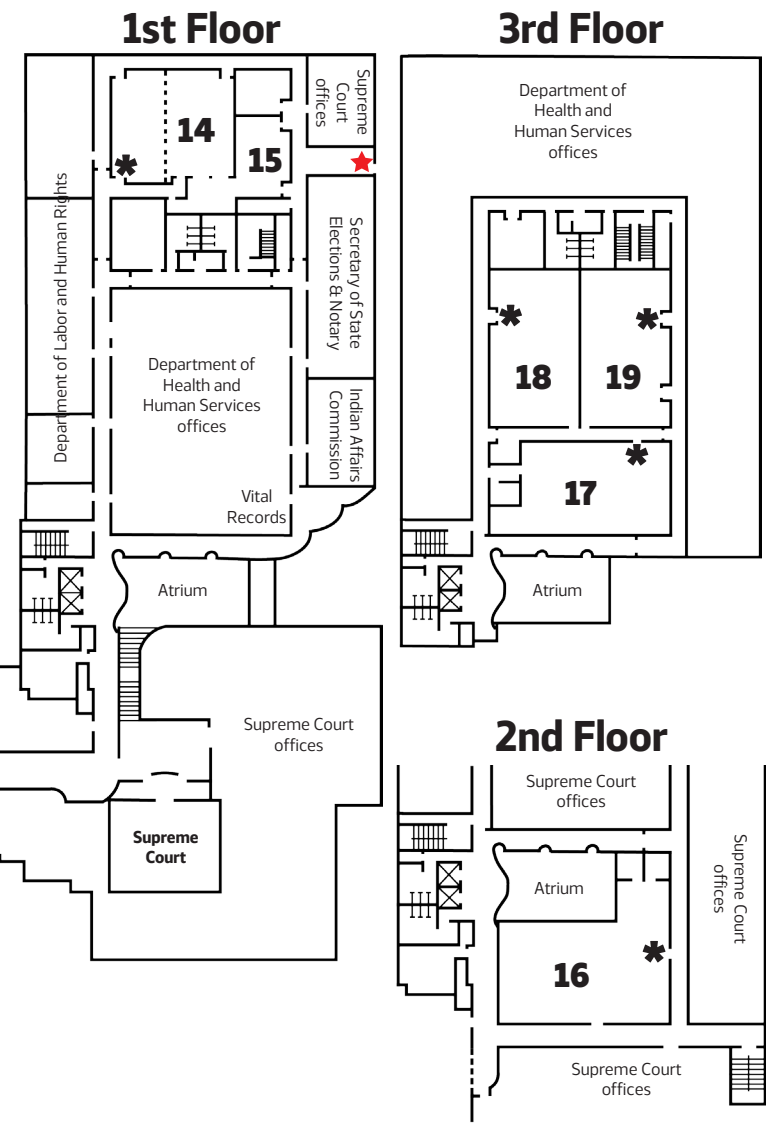 1st Floor
14
*
15
Supreme
Court
offices
Department of Labor and Human Rights
Secretary of State
Elections & Notary
Department of
Health and
Human Services
offices
Indian Affairs
Commission
Vital
Records
Atrium
Supreme Court
offices
Supreme
Court
3rd Floor
Department of
Health and
Human Services
offices
*
*
18
19
*
17
Atrium
2nd Floor
Supreme Court
offices
Supreme Court
offices
Atrium
*
16
Supreme Court
offices